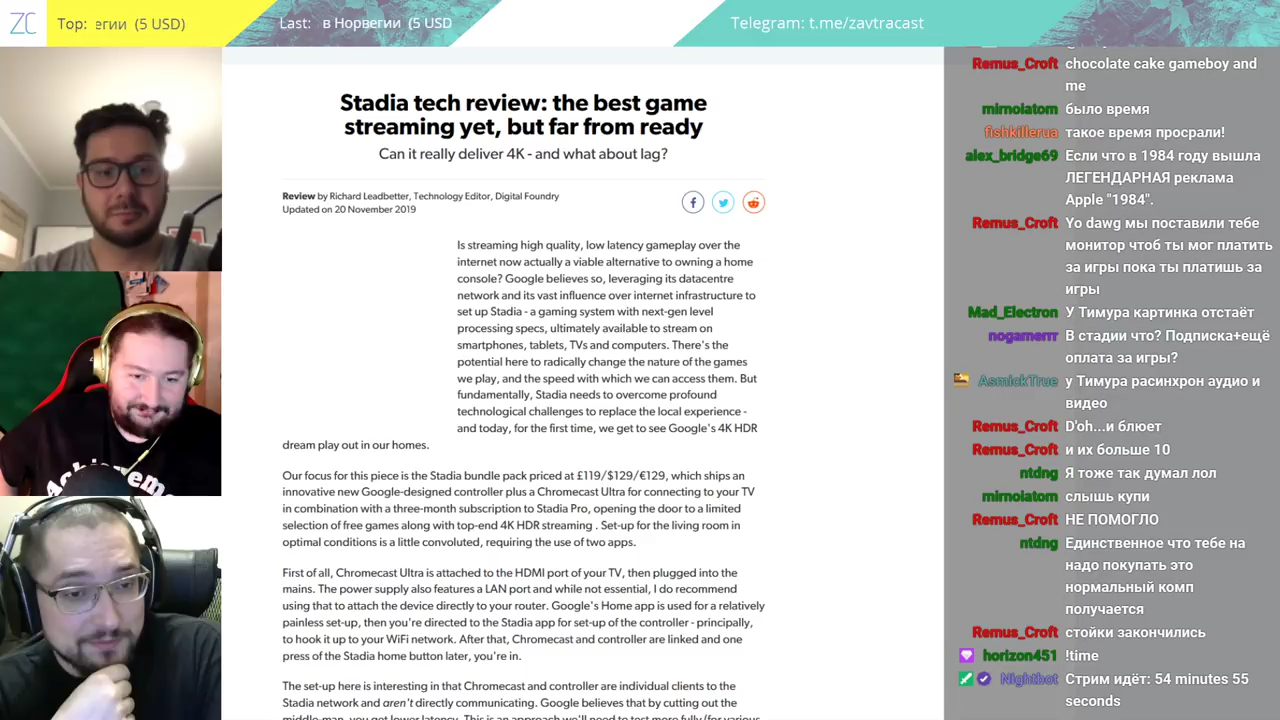 ZC
Top: егии (5 USD)
Last: в Норвегии (5 USD
Telegram: t.me/zavtracast
Stadia tech review: the best game
streaming yet, but far from ready
Can it really deliver 4K - and what about lag?
Review by Richard Leadbetter, Technology Editor, Digital Foundry
Updated on 20 November 2019
Is streaming high quality, low latency gameplay over the
internet now actually a viable alternative to owning a home
console? Google believes so, leveraging its datacentre
network and its vast influence over internet infrastructure to
set up Stadia - a gaming system with next-gen level
processing specs, ultimately available to stream on
smartphones, tablets, TVs and computers. There's the
potential here to radically change the nature of the games
we play, and the speed with which we can access them. But
fundamentally, Stadia needs to overcome profound
technological challenges to replace the local experience -
and today, for the first time, we get to see Google's 4K HDR
dream play out in our homes.
Our focus for this piece is the Stadia bundle pack priced at £119/$129/€129, which ships an
innovative new Google-designed controller plus a Chromecast Ultra for connecting to your TV
in combination with a three-month subscription to Stadia Pro, opening the door to a limited
selection of free games along with top-end 4K HDR streaming . Set-up for the living room in
optimal conditions is a little convoluted, requiring the use of two apps.
First of all, Chromecast Ultra is attached to the HDMI port of your TV, then plugged into the
mains. The power supply also features a LAN port and while not essential, I do recommend
using that to attach the device directly to your router. Google's Home app is used for a relatively
painless set-up, then you're directed to the Stadia app for set-up of the controller - principally,
to hook it up to your WiFi network. After that, Chromecast and controller are linked and one
press of the Stadia home button later, you're in.
The set-up here is interesting in that Chromecast and controller are individual clients to the
Stadia network and aren't directly communicating. Google believes that by cutting out the
middle-man, you get lower latency. This is an approach we'll need to test more fully (for various
Remus_Croft chocolate cake gameboy and
me
mirnoiatom было время
fishkillerua такое время просрали!
alex_bridge69 Если что в 1984 году вышла
ЛЕГЕНДАРНАЯ реклама
Apple "1984".
Remus_Croft Yo dawg мы поставили тебе
монитор чтоб ты мог платить
за игры пока ты платишь за
игры
Mad_Electron У Тимура картинка отстаёт
nogamerrr В стадии что? Подписка+ещё
оплата за игры?
AsmickTrue у Тимура расинхрон аудио и
видео
Remus_Croft D'oh...и блюет
Remus_Croft и их больше 10
ntdng Я тоже так думал лол
mirnoiatom слышь купи
Remus_Croft НЕ ПОМОГЛО
ntdng Единственное что тебе на
надо покупать это
нормальный комп
получается
Remus_Croft стойки закончились
horizon451 !time
Nightbot Стрим идёт: 54 minutes 55
seconds